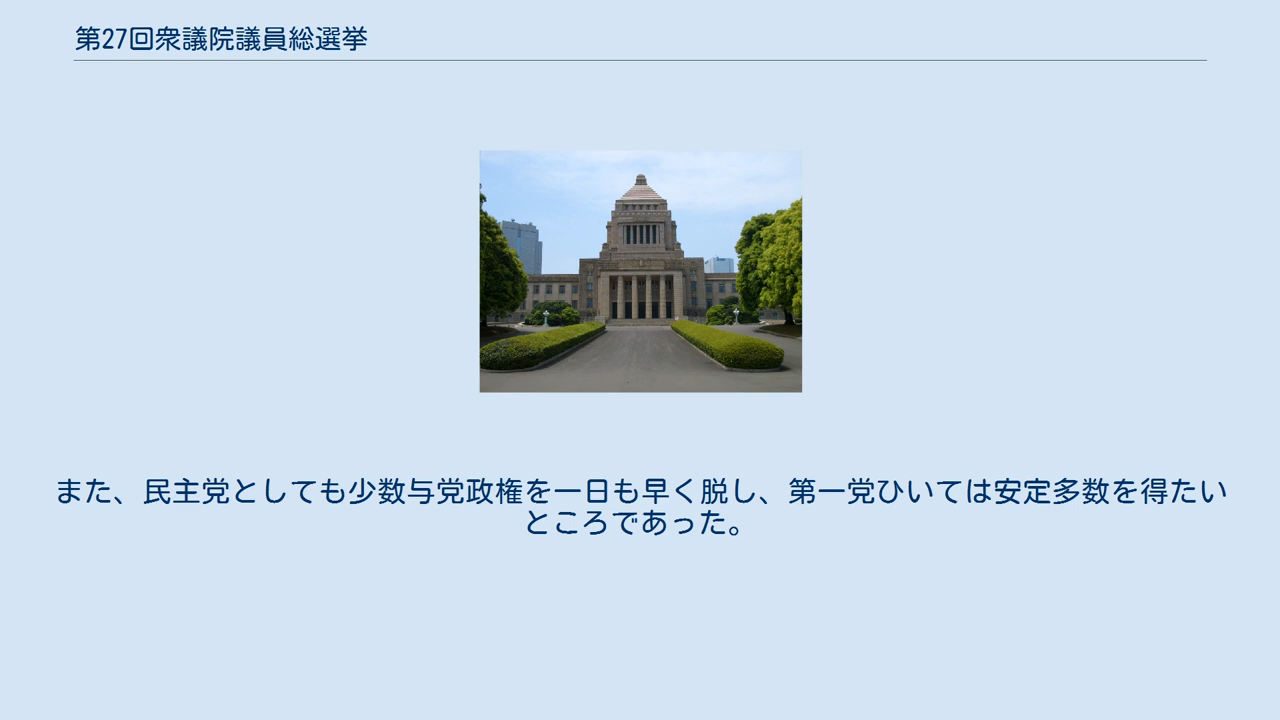 第27回衆議院議員総選挙
また、民主党としても少数与党政権を一日も早く脱し、第一党ひいては安定多数を得たい
ところであった。